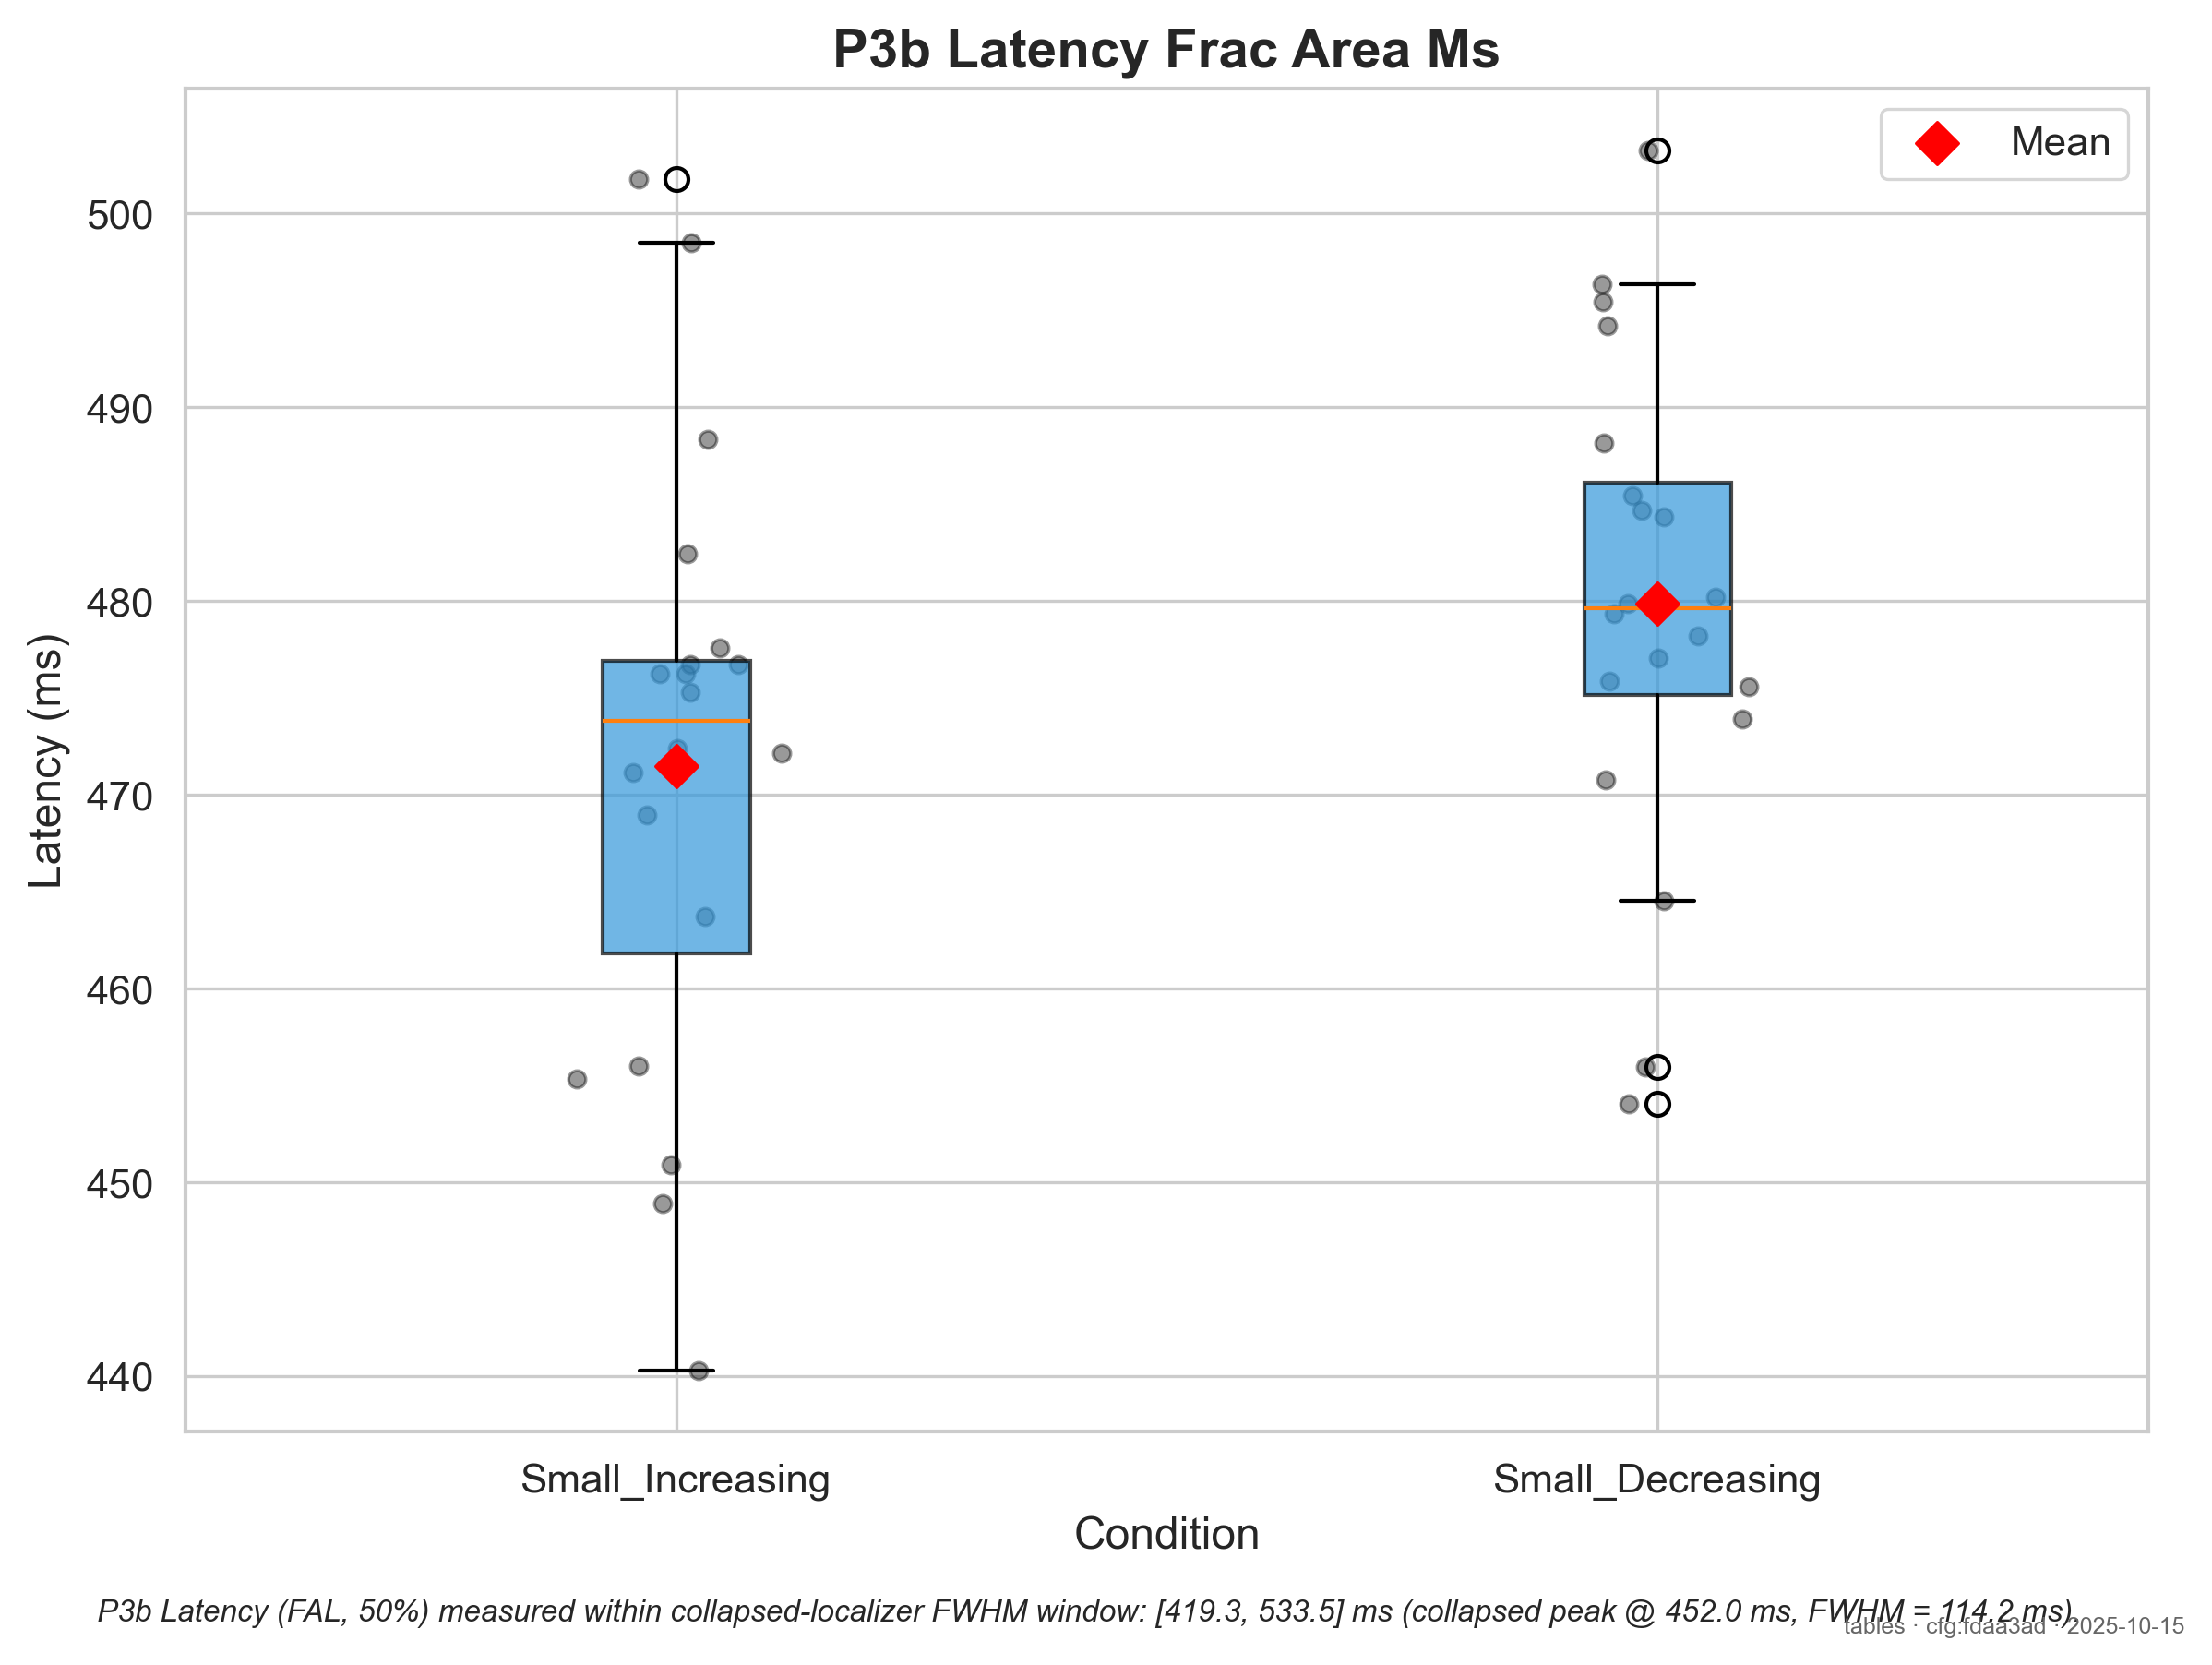 P3b Latency Frac Area Ms
Mean
500
490
480
470
460
450
440
Latency (ms)
Small_Increasing
Small_Decreasing
Condition
P3b Latency (FAL, 50%) measured within collapsed-localizer FWHM window: [419.3, 533.5] ms (collapsed peak @ 452.0 ms, FWHM = 114.2 ms).
tables · cfg:fdaa3ad · 2025-10-15